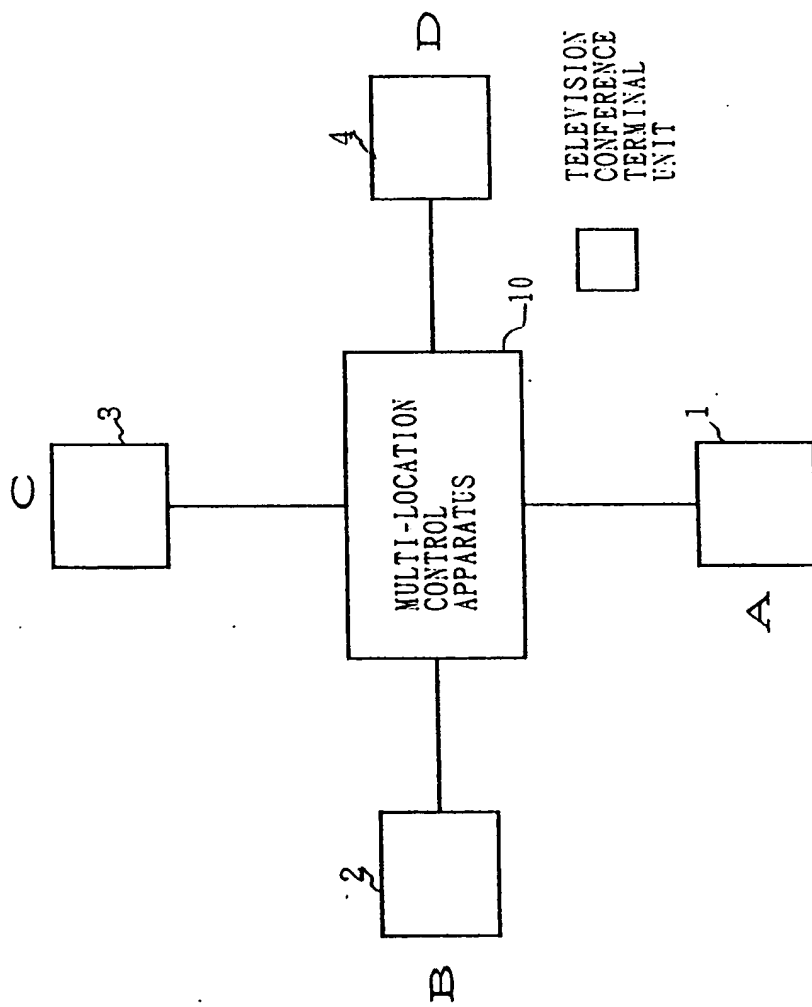 C
3
2
4
B
MULTI-LOCATION
CONTROL
APPARATUS
D
10
TELEVISION
CONFERENCE
TERMINAL
UNIT
1
A